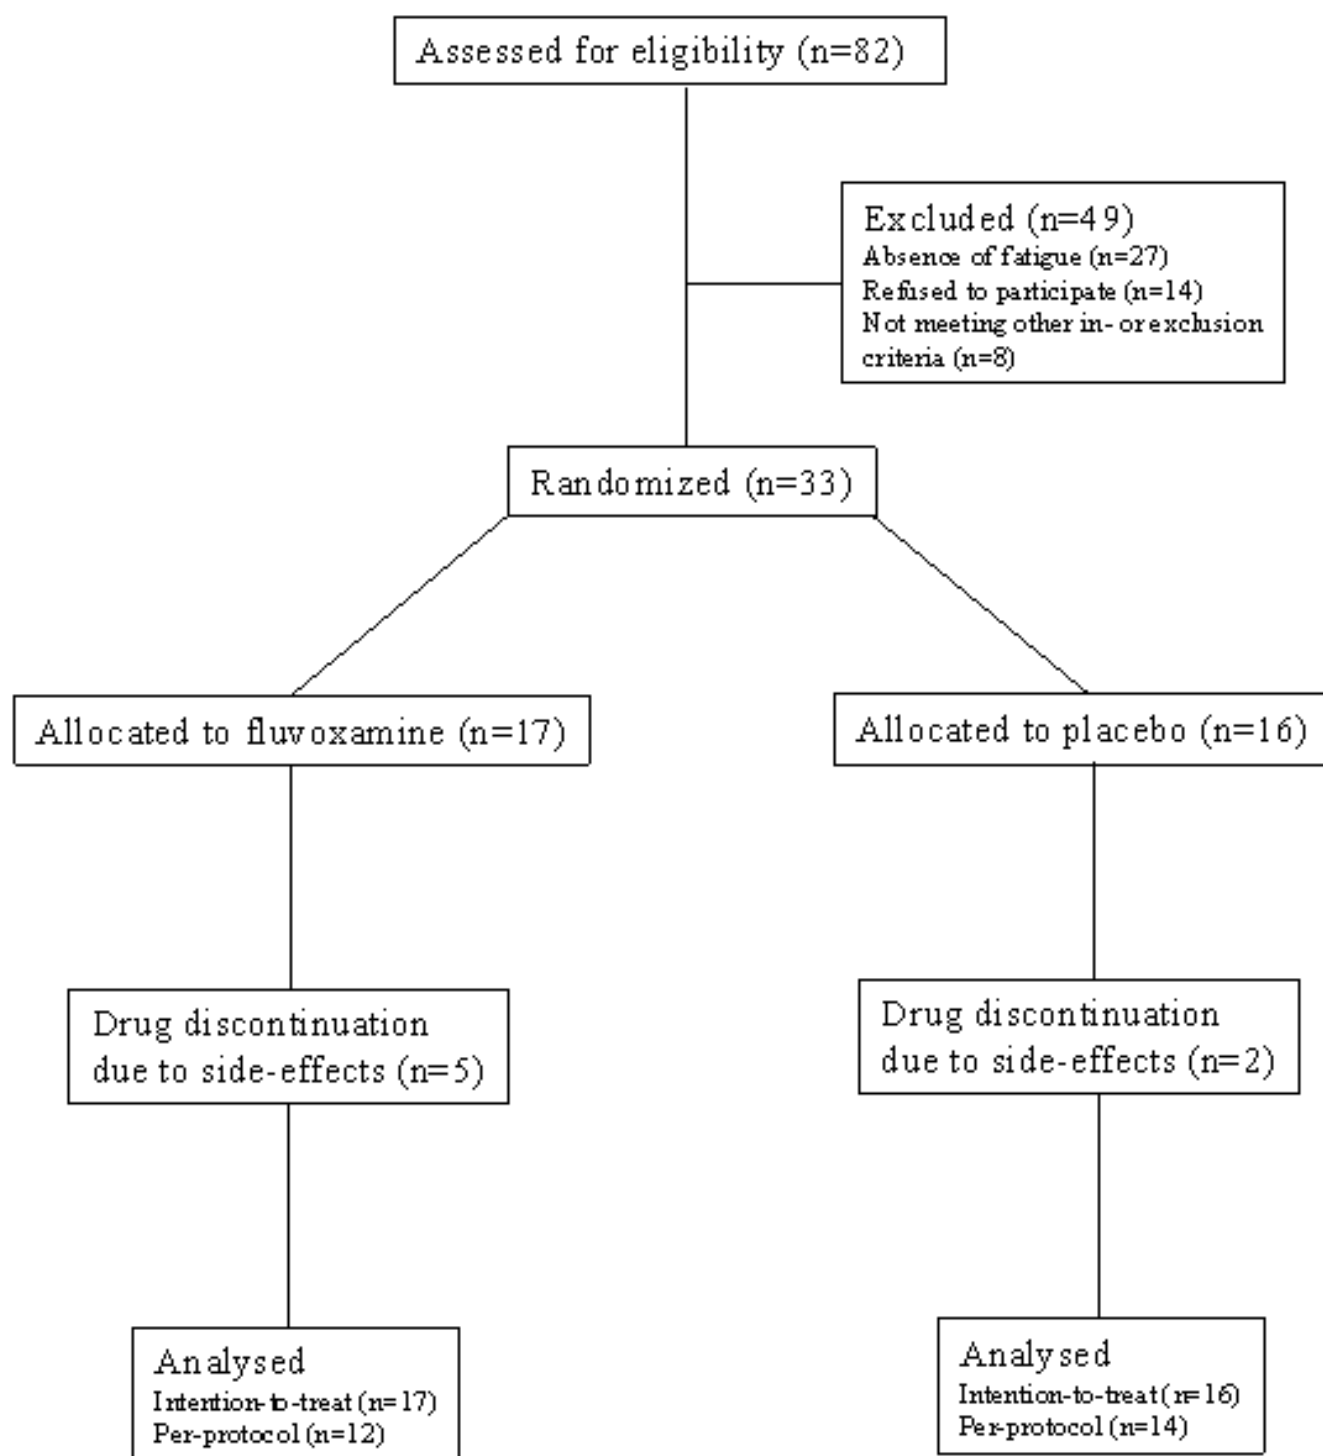 Assessed for eligibility (n=82)
Excluded (n=49)
Absence of fatigue (n=27)
Refused to participate (n=14)
Not meeting other in- or exclusion
criteria (n=8)
Randomized (n=33)
Allocated to fluvoxamine (n=17)
Allocated to placebo (n=16)
Drug discontinuation
due to side-effects (n=5)
Drug discontinuation
due to side-effects (n=2)
Analysed
Intention-to-treat (n=17)
Per-protocol (n=12)
Analysed
Intention-to-treat (n=16)
Per-protocol (n=14)